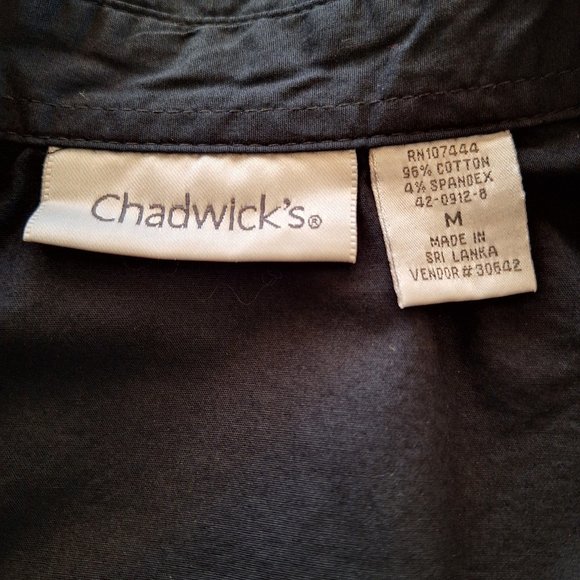 Chadwick's®
RN107444
96% COTTON
4% SPANDEX
42-0912-8
M
MADE IN
SRI LANKA
VENDOR#30642